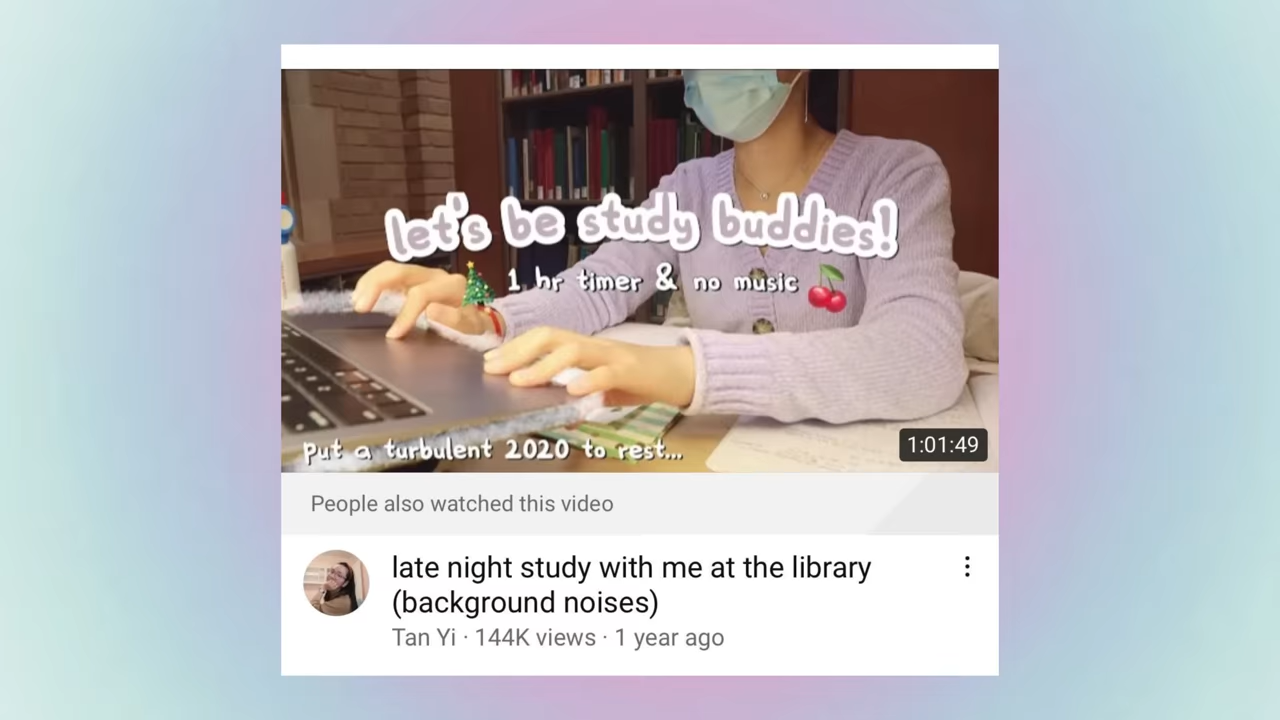 let's be study buddies!
1 hr timer & no music
put a turbulent 2020 to rest...
1:01:49
People also watched this video
late night study with me at the library
(background noises)
Tan Yi · 144K views · 1 year ago